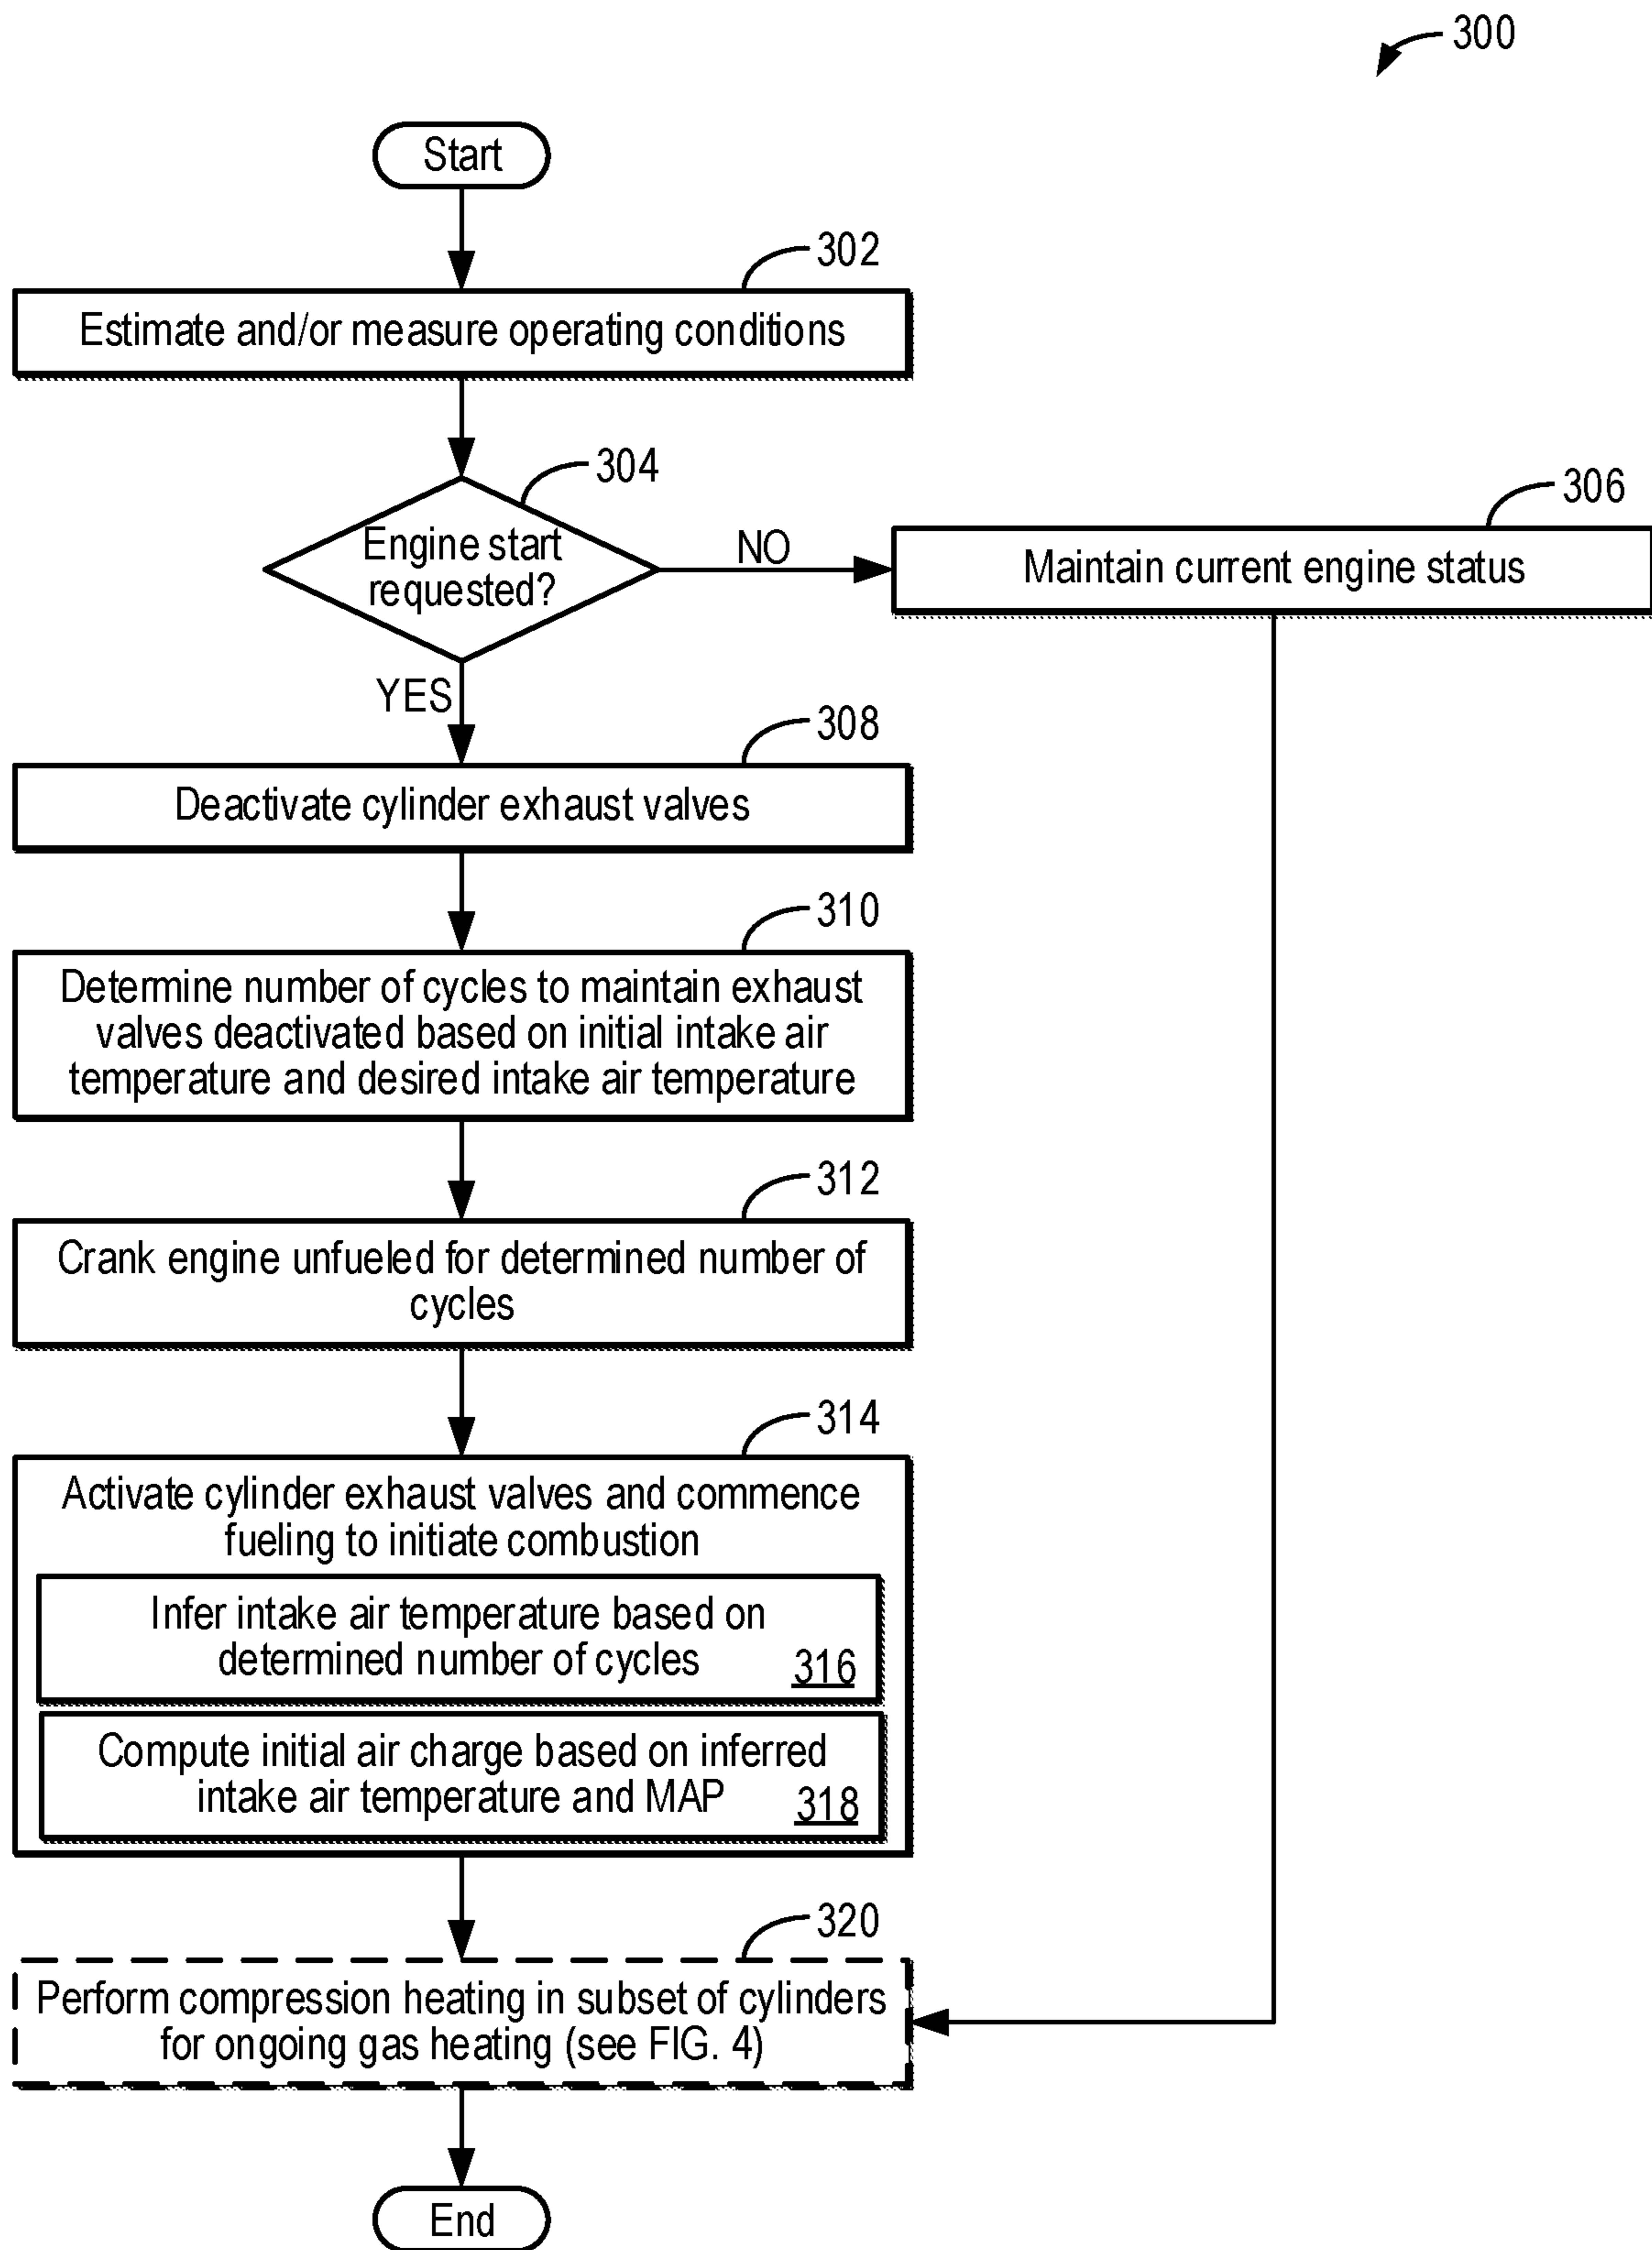 300
Start
302
Estimate and/or measure operating conditions
304
Engine start
requested?
NO
306
Maintain current engine status
YES
308
Deactivate cylinder exhaust valves
310
Determine number of cycles to maintain exhaust
valves deactivated based on initial intake air
temperature and desired intake air temperature
312
Crank engine unfueled for determined number of
cycles
314
Activate cylinder exhaust valves and commence
fueling to initiate combustion
Infer intake air temperature based on
determined number of cycles 316
Compute initial air charge based on inferred
intake air temperature and MAP 318
320
Perform compression heating in subset of cylinders
for ongoing gas heating (see FIG. 4)
End